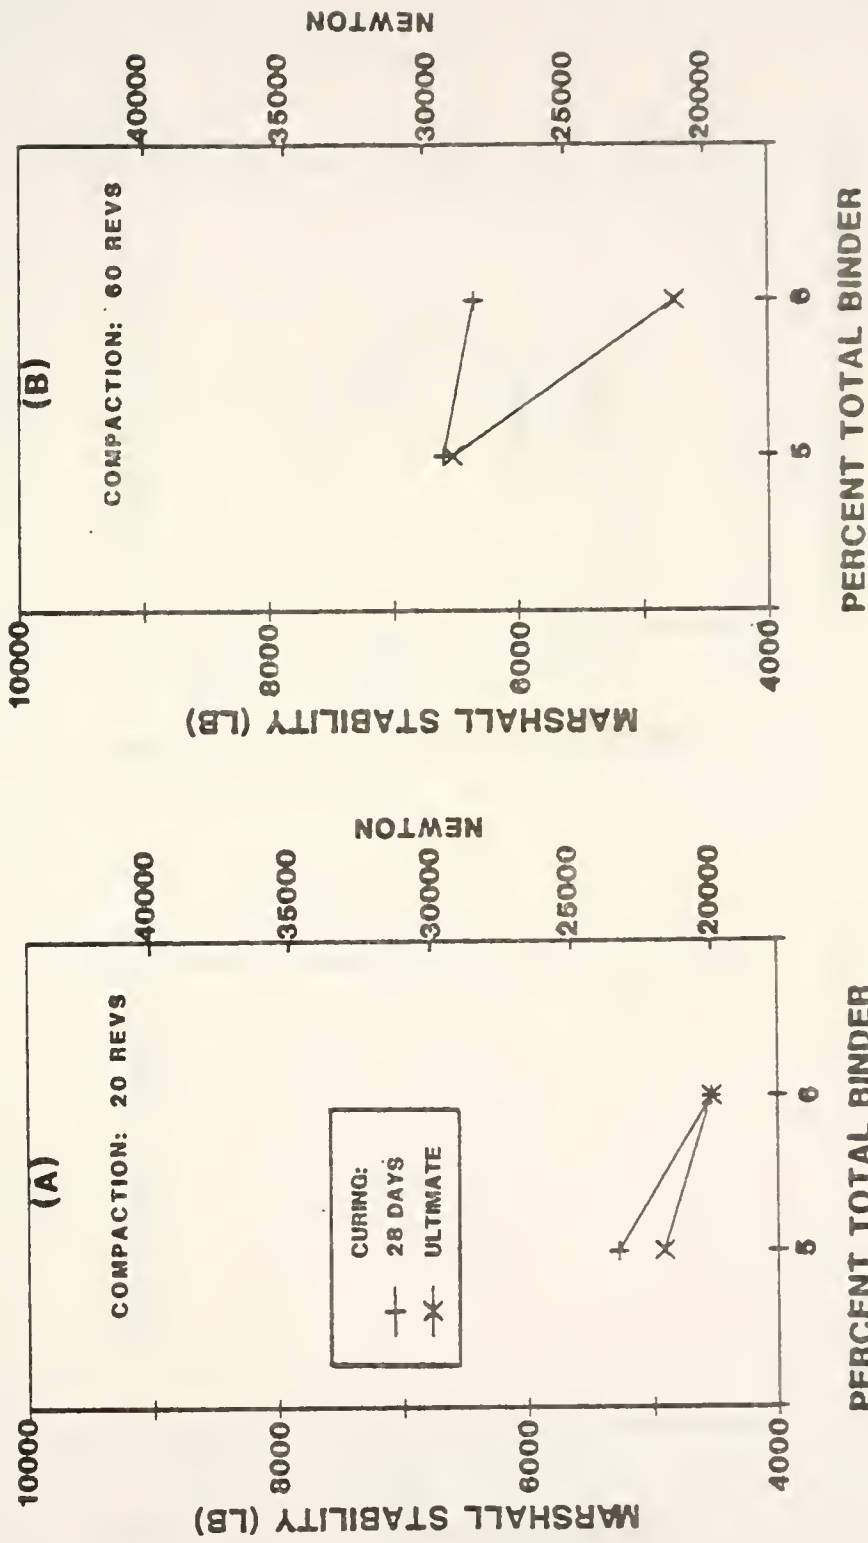 (A)
COMPACTION: 20 REVS
CURING:
28 DAYS
ULTIMATE
MARSHALL STABILITY (LB)
10000
8000
6000
4000
NEWTON
40000
35000
30000
25000
20000
5
6
PERCENT TOTAL BINDER
(B)
COMPACTION: 60 REVS
MARSHALL STABILITY (LB)
10000
8000
6000
4000
NEWTON
40000
35000
30000
25000
20000
5
6
PERCENT TOTAL BINDER